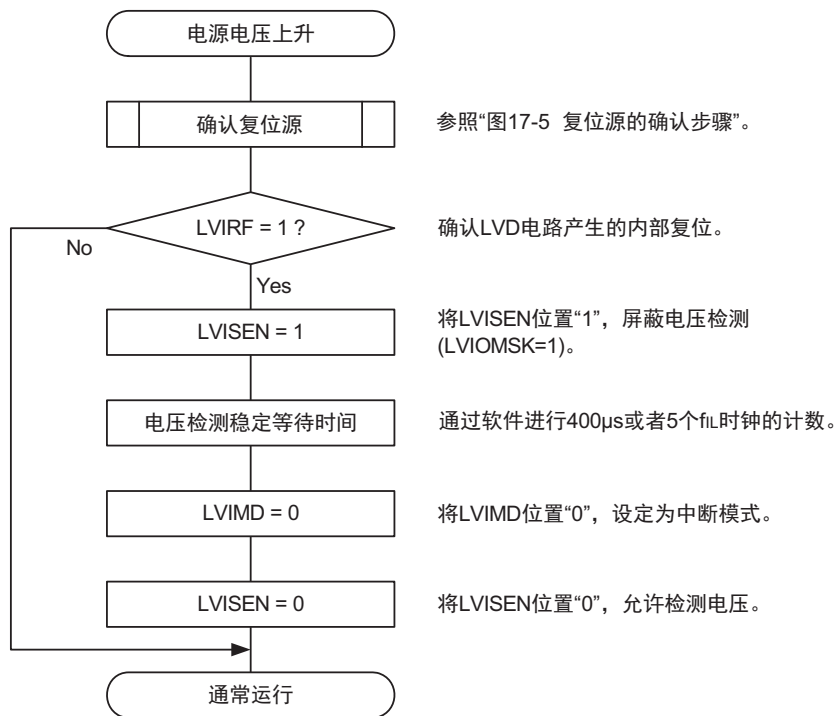 电源电压上升
确认复位源
参照“图17-5 复位源的确认步骤”。
LVIRF = 1 ?
确认LVD电路产生的内部复位。
No
Yes
LVISEN = 1
将LVISEN位置“1”，屏蔽电压检测
(LVIOMSK=1)。
电压检测稳定等待时间
通过软件进行400μs或者5个fIL时钟的计数。
LVIMD = 0
将LVIMD位置“0”，设定为中断模式。
LVISEN = 0
将LVISEN位置“0”，允许检测电压。
通常运行